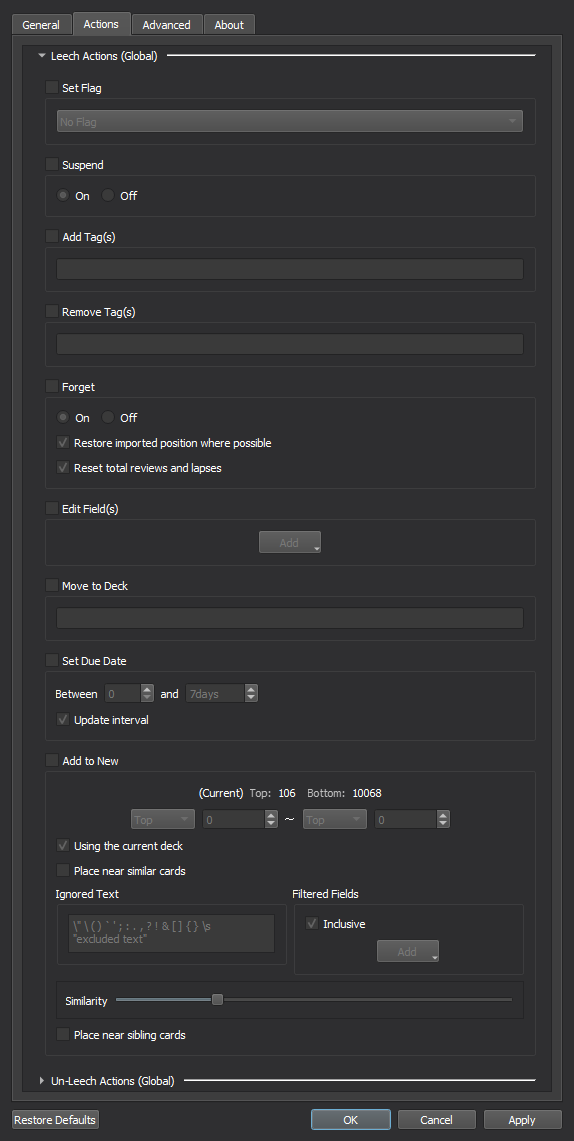 General Actions Advanced About
Leech Actions (Global)
Set Flag
No Flag
Suspend
On Off
Add Tag(s)
Remove Tag(s)
Forget
On Off
Restore imported position where possible
Reset total reviews and lapses
Edit Field(s)
Add
Move to Deck
Set Due Date
Between 0 and 7days
Update interval
Add to New
(Current) Top: 106 Bottom: 10068
Top 0 ~ Top 0
Using the current deck
Place near similar cards
Ignored Text Filtered Fields
\" \ ( ) ` ' ; : . , ? ! & [ ] { } \s
"excluded text"
Inclusive
Add
Similarity
Place near sibling cards
Un-Leech Actions (Global)
Restore Defaults OK Cancel Apply